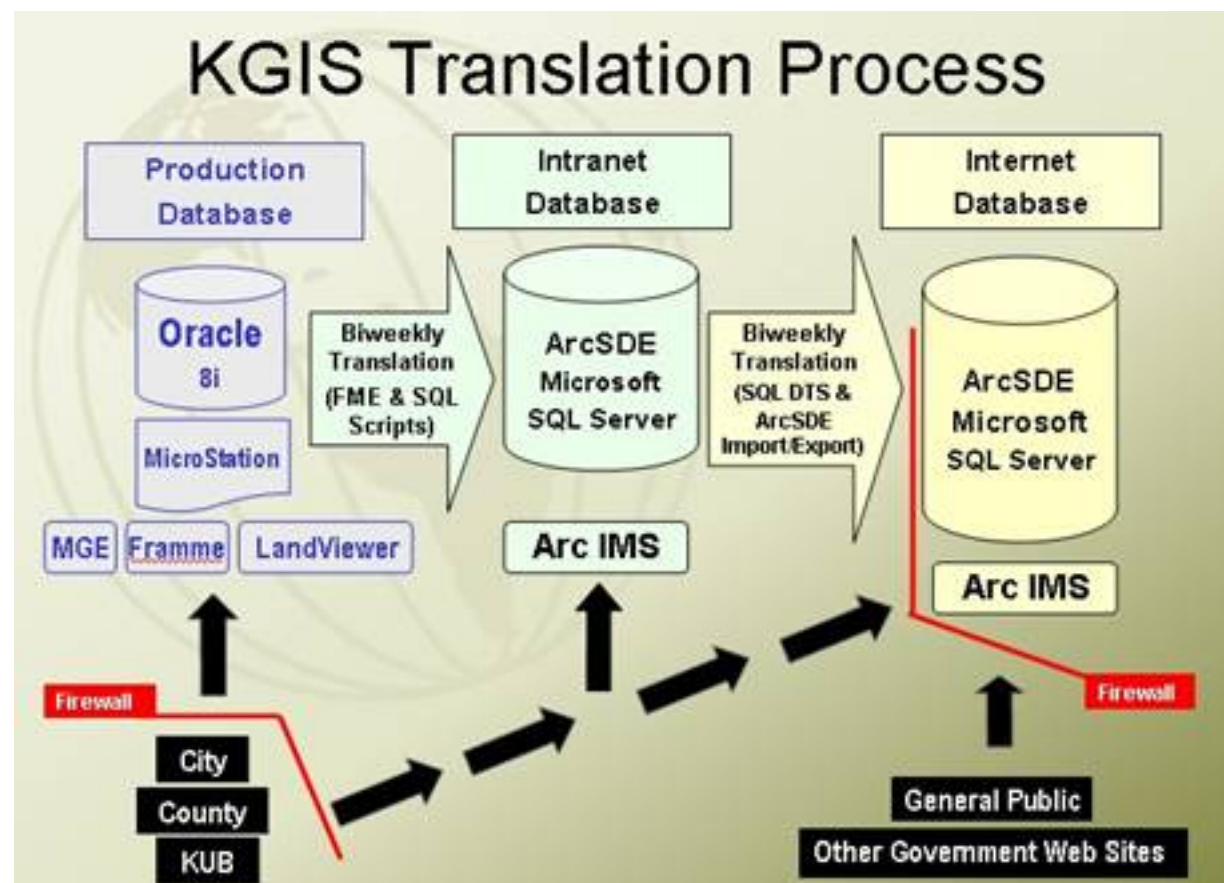 KGIS Translation Process
Production
Database
Intranet
Database
Internet
Database
Oracle
8i
MicroStation
MGE
Framme
LandViewer
Biweekly
Translation
(FME & SQL
Scripts)
ArcSDE
Microsoft
SQL Server
Arc IMS
Biweekly
Translation
(SQL DTS &
ArcSDE
Import/Export)
ArcSDE
Microsoft
SQL Server
Arc IMS
Firewall
City
County
KUB
Firewall
General Public
Other Government Web Sites